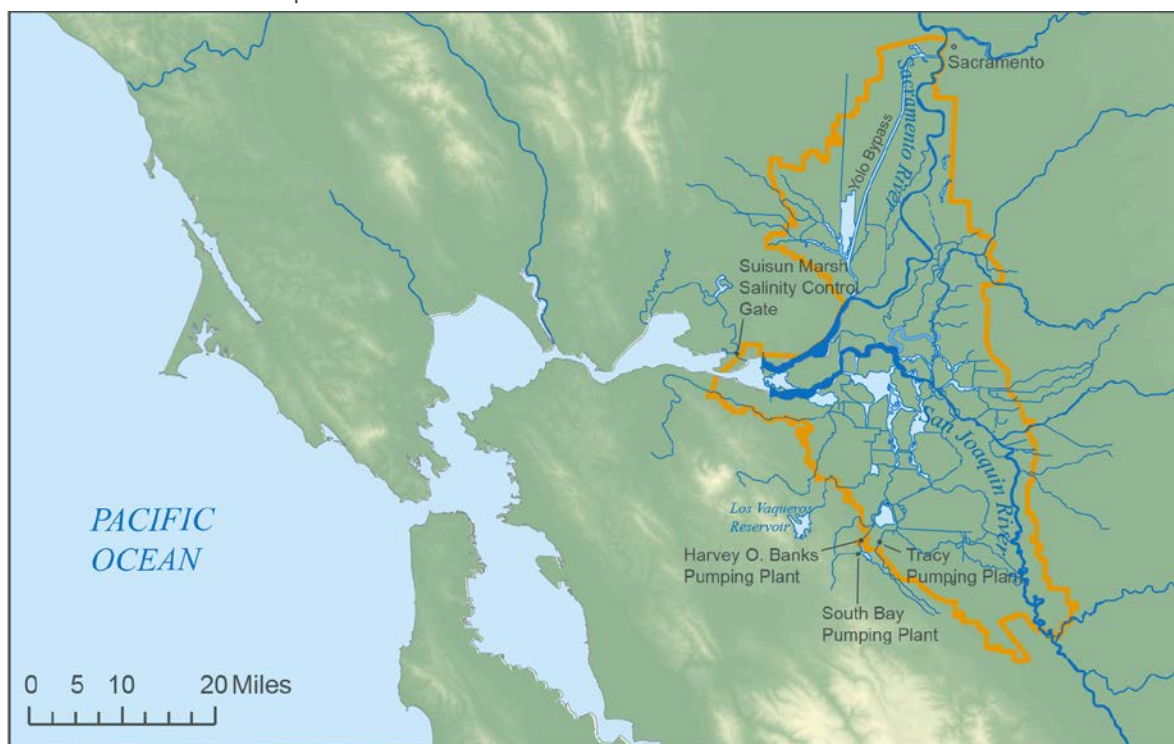 Sacramento
Sacramento River
Yolo Bypass
Suisun Marsh
Salinity Control
Gate
San Joaquin River
Los Vaqueros
Reservoir
Harvey O. Banks
Pumping Plant
Tracy
Pumping Plant
South Bay
Pumping Plant
PACIFIC
OCEAN
0 5 10 20 Miles